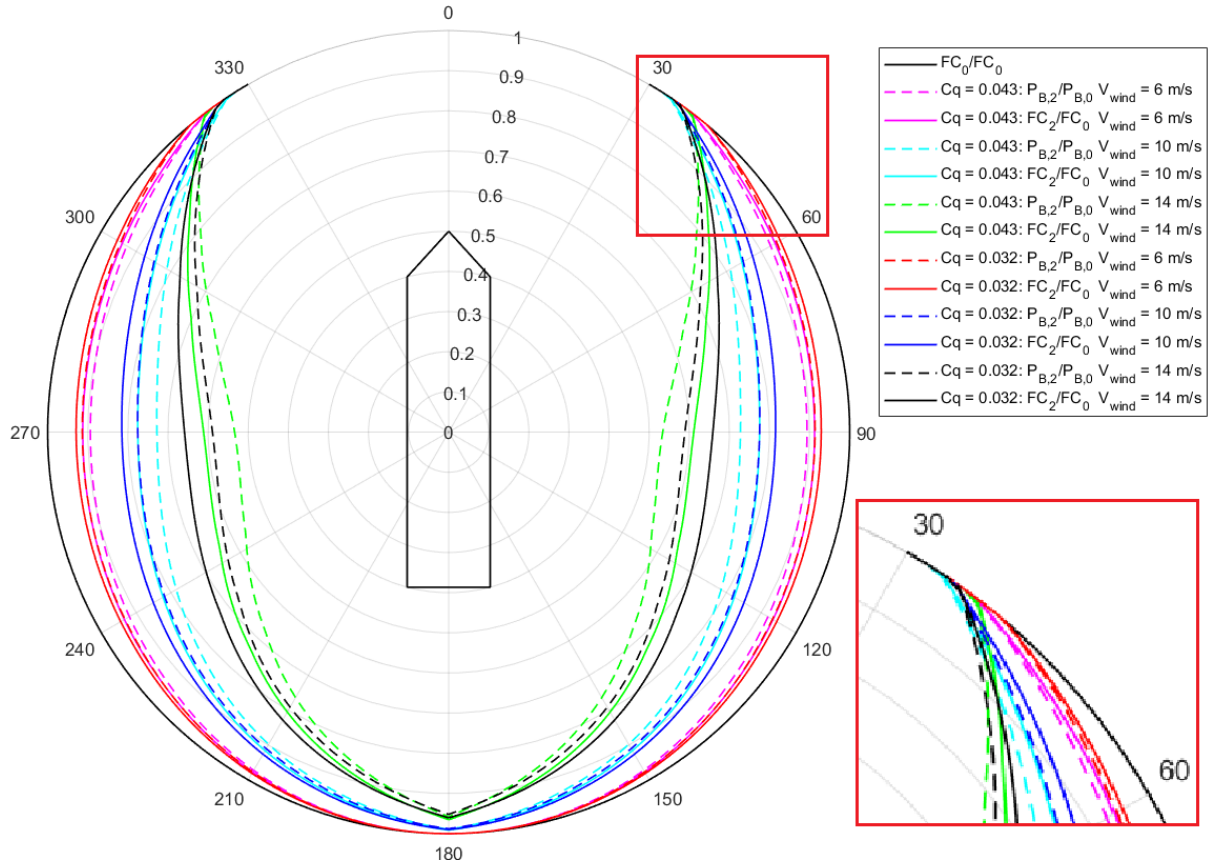 0
30
60
90
120
150
180
210
240
270
300
330
1
0.9
0.8
0.7
0.6
0.5
0.4
0.3
0.2
0.1
0
FC0/FC0
Cq = 0.043: PB,2/PB,0 Vwind = 6 m/s
Cq = 0.043: FC2/FC0 Vwind = 6 m/s
Cq = 0.043: PB,2/PB,0 Vwind = 10 m/s
Cq = 0.043: FC2/FC0 Vwind = 10 m/s
Cq = 0.043: PB,2/PB,0 Vwind = 14 m/s
Cq = 0.043: FC2/FC0 Vwind = 14 m/s
Cq = 0.032: PB,2/PB,0 Vwind = 6 m/s
Cq = 0.032: FC2/FC0 Vwind = 6 m/s
Cq = 0.032: PB,2/PB,0 Vwind = 10 m/s
Cq = 0.032: FC2/FC0 Vwind = 10 m/s
Cq = 0.032: PB,2/PB,0 Vwind = 14 m/s
Cq = 0.032: FC2/FC0 Vwind = 14 m/s
30
60